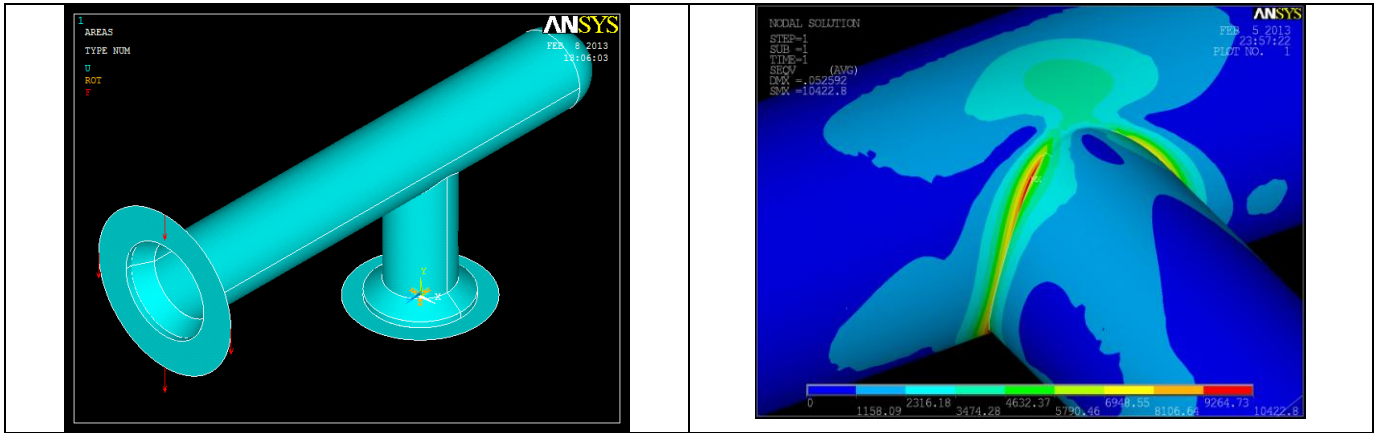 1
ANSYS
AREAS
TYPE NUM
FEB 8 2013
13:06:03
U
ROT
F
Y
X
ANSYS
NODAL SOLUTION
FEB 5 2013
23:57:22
PLOT NO. 1
STEP=1
SUB =1
TIME=1
SEQV (AVG)
DMX =.052592
SMX =10422.8
0 2316.18 4632.37 6948.55 9264.73
1158.09 3474.28 5790.46 8106.64 10422.8